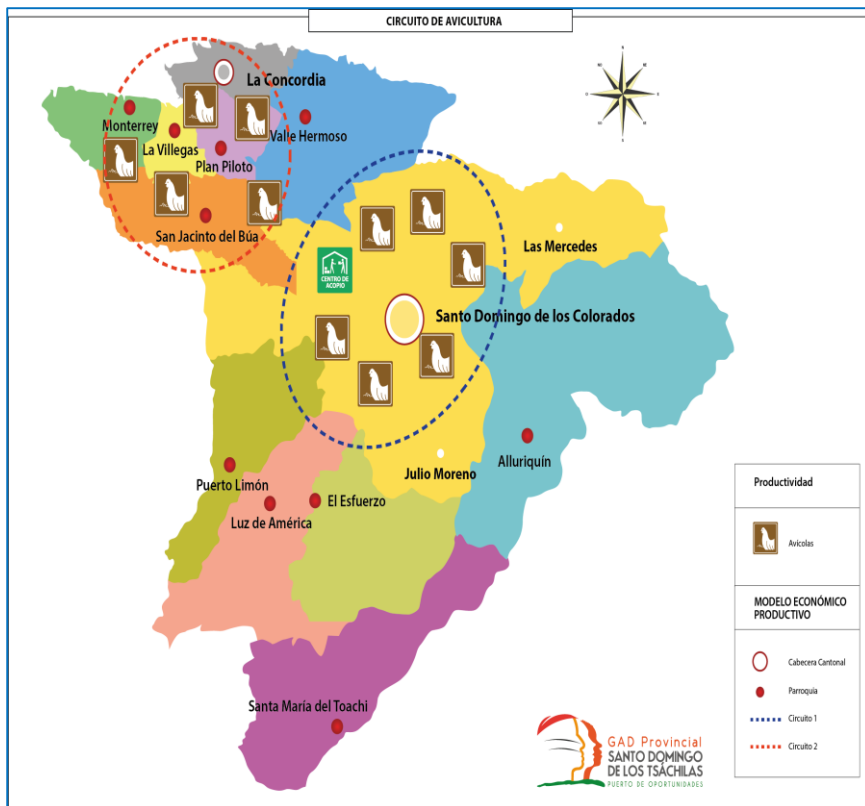 CIRCUITO DE AVICULTURA
La Concordia
Monterrey
Valle Hermoso
La Villegas
Plan Piloto
San Jacinto del Búa
Las Mercedes
CENTRO DE
ACOPIO
Santo Domingo de los Colorados
Alluriquín
Julio Moreno
Puerto Limón
El Esfuerzo
Luz de América
Santa María del Toachi
Productividad
Avícolas
MODELO ECONÓMICO
PRODUCTIVO
Cabecera Cantonal
Parroquia
Circuito 1
Circuito 2
GAD Provincial
SANTO DOMINGO
DE LOS TSÁCHILAS
PUERTO DE OPORTUNIDADES